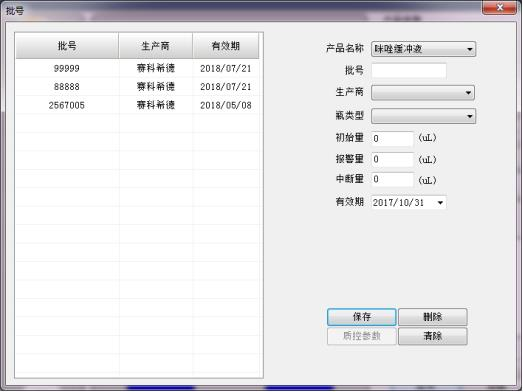 批号
批号 生产商 有效期
99999 赛科希德 2018/07/21
88888 赛科希德 2018/07/21
2567005 赛科希德 2018/05/08
产品名称 咪唑缓冲液
批号
生产商
瓶类型
初始量 0 (uL)
报警量 0 (uL)
中断量 0 (uL)
有效期 2017/10/31
保存 删除
质控参数 清除